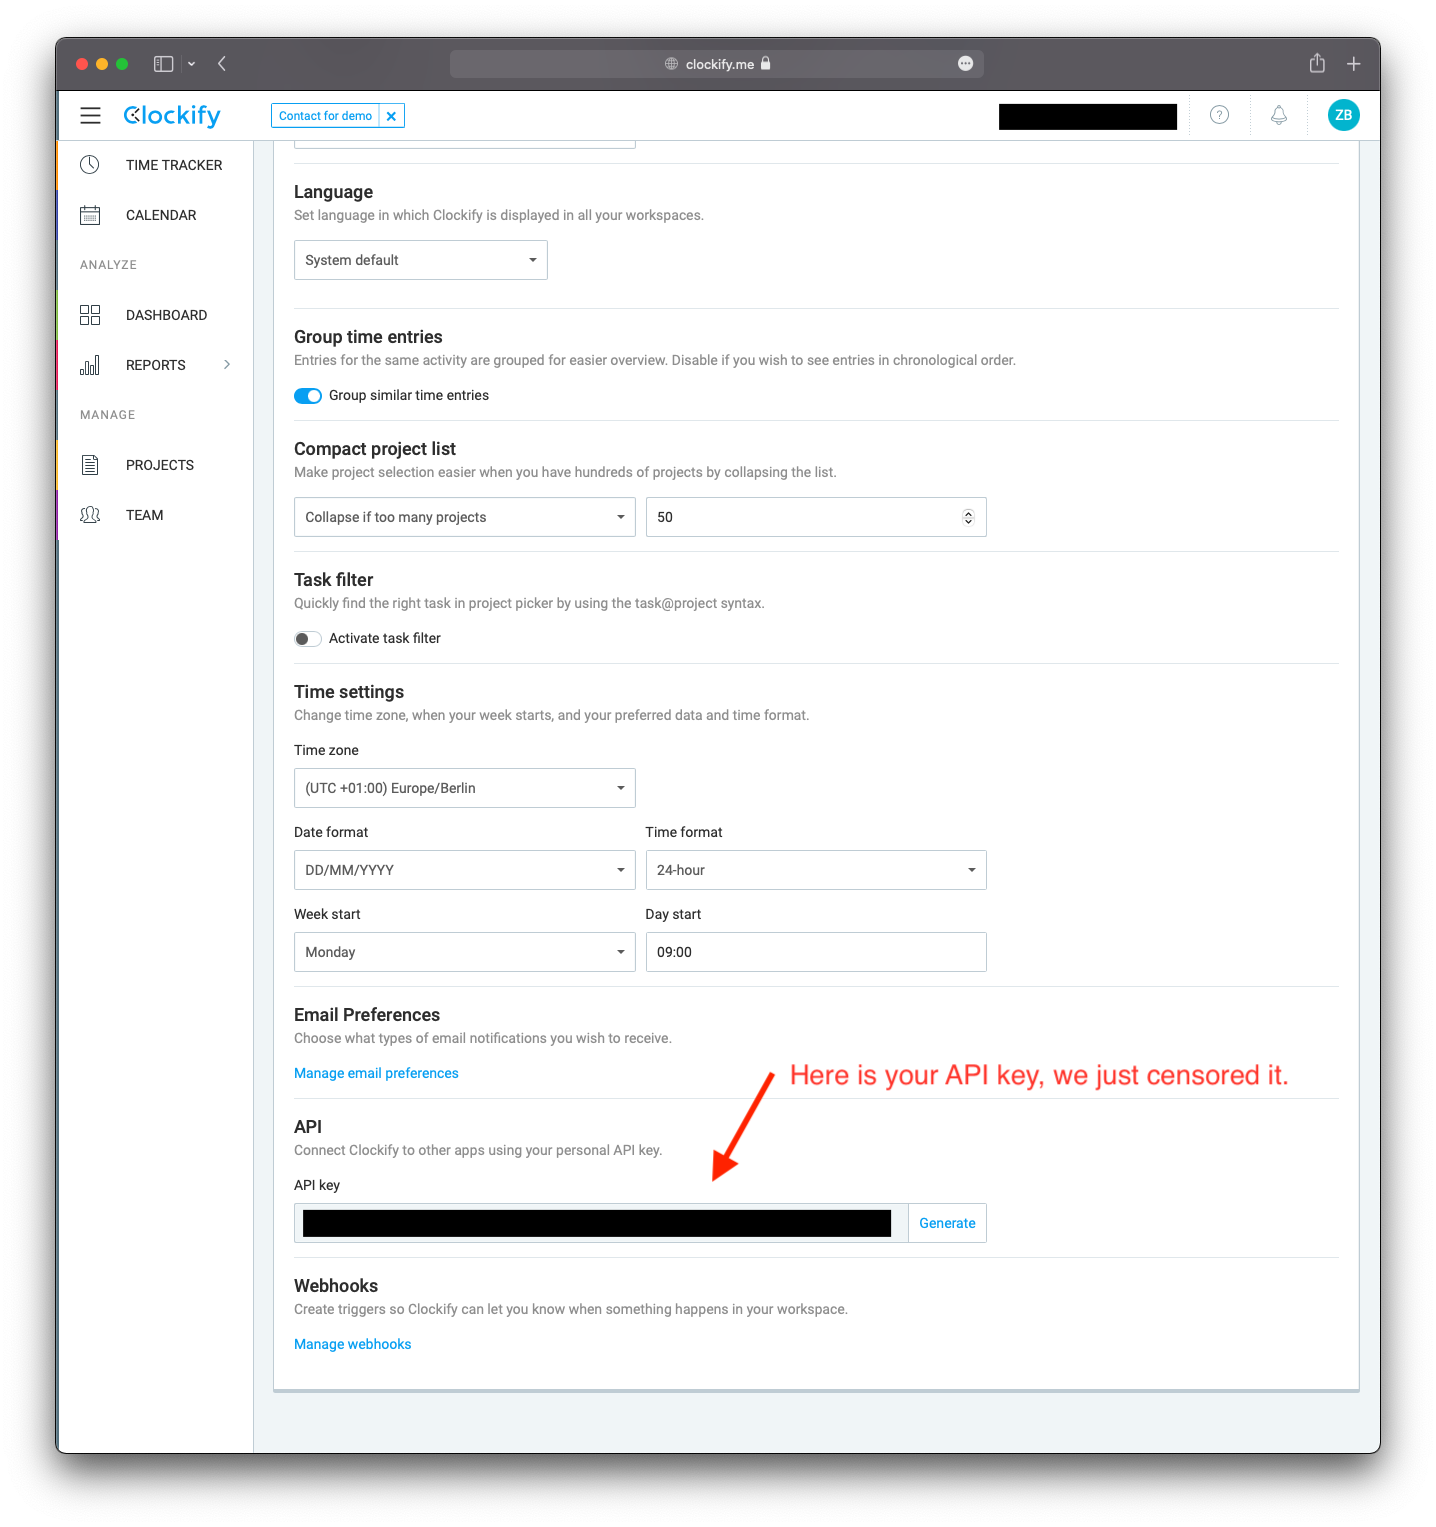 clockify.me
Clockify
Contact for demo
ZB
TIME TRACKER
CALENDAR
ANALYZE
DASHBOARD
REPORTS
MANAGE
PROJECTS
TEAM
Language
Set language in which Clockify is displayed in all your workspaces.
System default
Group time entries
Entries for the same activity are grouped for easier overview. Disable if you wish to see entries in chronological order.
Group similar time entries
Compact project list
Make project selection easier when you have hundreds of projects by collapsing the list.
Collapse if too many projects
50
Task filter
Quickly find the right task in project picker by using the task@project syntax.
Activate task filter
Time settings
Change time zone, when your week starts, and your preferred data and time format.
Time zone
(UTC +01:00) Europe/Berlin
Date format
Time format
DD/MM/YYYY
24-hour
Week start
Day start
Monday
09:00
Email Preferences
Choose what types of email notifications you wish to receive.
Manage email preferences
Here is your API key, we just censored it.
API
Connect Clockify to other apps using your personal API key.
API key
Generate
Webhooks
Create triggers so Clockify can let you know when something happens in your workspace.
Manage webhooks